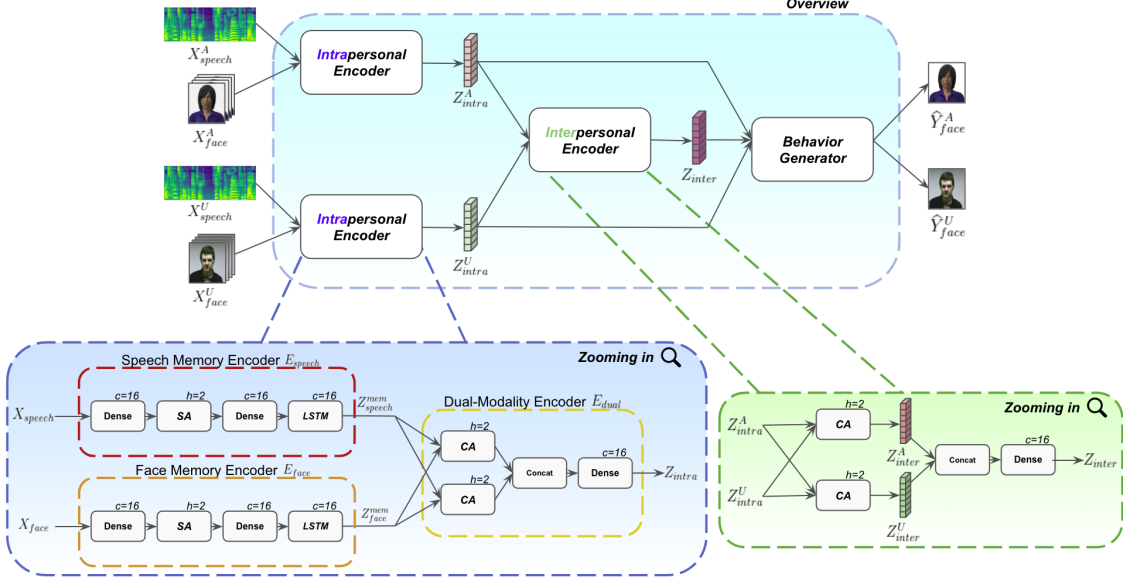 Overview
X^A_speech
X^A_face
Intrapersonal
Encoder
Z^A_intra
Interpersonal
Encoder
Z_inter
Behavior
Generator
Ŷ^A_face
Ŷ^U_face
X^U_speech
X^U_face
Intrapersonal
Encoder
Z^U_intra
Zooming in
Speech Memory Encoder E_speech
X_speech
c=16
Dense
h=2
SA
c=16
Dense
c=16
LSTM
Z^mem_speech
Face Memory Encoder E_face
X_face
c=16
Dense
h=2
SA
c=16
Dense
c=16
LSTM
Z^mem_face
Dual-Modality Encoder E_dual
h=2
CA
h=2
CA
Concat
c=16
Dense
Z_intra
Zooming in
Z^A_intra
Z^U_intra
h=2
CA
h=2
CA
Z^A_inter
Z^U_inter
Concat
c=16
Dense
Z_inter